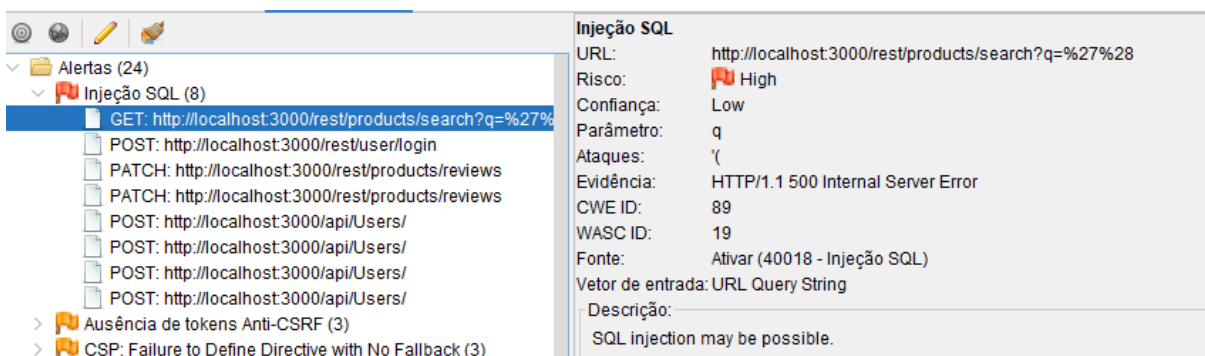 Alertas (24)
Injeção SQL (8)
GET: http://localhost:3000/rest/products/search?q=%27%
POST: http://localhost:3000/rest/user/login
PATCH: http://localhost:3000/rest/products/reviews
PATCH: http://localhost:3000/rest/products/reviews
POST: http://localhost:3000/api/Users/
POST: http://localhost:3000/api/Users/
POST: http://localhost:3000/api/Users/
POST: http://localhost:3000/api/Users/
Ausência de tokens Anti-CSRF (3)
CSP: Failure to Define Directive with No Fallback (3)
Injeção SQL
URL: http://localhost:3000/rest/products/search?q=%27%28
Risco: High
Confiança: Low
Parâmetro: q
Ataques: '(
Evidência: HTTP/1.1 500 Internal Server Error
CWE ID: 89
WASC ID: 19
Fonte: Ativar (40018 - Injeção SQL)
Vetor de entrada: URL Query String
Descrição:
SQL injection may be possible.